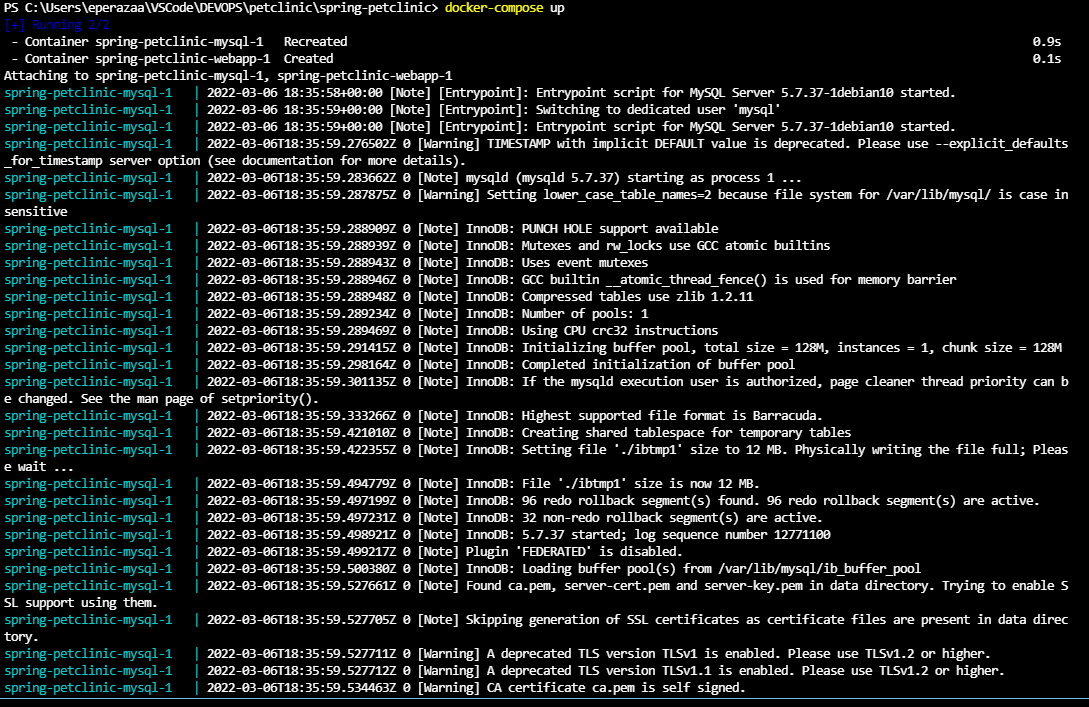 PS C:\Users\eperazaa\VSCode\DEVOPS\petclinic\spring-petclinic> docker-compose up
[+] Running 2/2
 - Container spring-petclinic-mysql-1   Recreated                                                                                                    0.9s
 - Container spring-petclinic-webapp-1  Created                                                                                                      0.1s
Attaching to spring-petclinic-mysql-1, spring-petclinic-webapp-1
spring-petclinic-mysql-1   | 2022-03-06 18:35:58+00:00 [Note] [Entrypoint]: Entrypoint script for MySQL Server 5.7.37-1debian10 started.
spring-petclinic-mysql-1   | 2022-03-06 18:35:59+00:00 [Note] [Entrypoint]: Switching to dedicated user 'mysql'
spring-petclinic-mysql-1   | 2022-03-06 18:35:59+00:00 [Note] [Entrypoint]: Entrypoint script for MySQL Server 5.7.37-1debian10 started.
spring-petclinic-mysql-1   | 2022-03-06T18:35:59.276502Z 0 [Warning] TIMESTAMP with implicit DEFAULT value is deprecated. Please use --explicit_defaults
_for_timestamp server option (see documentation for more details).
spring-petclinic-mysql-1   | 2022-03-06T18:35:59.283662Z 0 [Note] mysqld (mysqld 5.7.37) starting as process 1 ...
spring-petclinic-mysql-1   | 2022-03-06T18:35:59.287875Z 0 [Warning] Setting lower_case_table_names=2 because file system for /var/lib/mysql/ is case in
sensitive
spring-petclinic-mysql-1   | 2022-03-06T18:35:59.288909Z 0 [Note] InnoDB: PUNCH HOLE support available
spring-petclinic-mysql-1   | 2022-03-06T18:35:59.288939Z 0 [Note] InnoDB: Mutexes and rw_locks use GCC atomic builtins
spring-petclinic-mysql-1   | 2022-03-06T18:35:59.288943Z 0 [Note] InnoDB: Uses event mutexes
spring-petclinic-mysql-1   | 2022-03-06T18:35:59.288946Z 0 [Note] InnoDB: GCC builtin __atomic_thread_fence() is used for memory barrier
spring-petclinic-mysql-1   | 2022-03-06T18:35:59.288948Z 0 [Note] InnoDB: Compressed tables use zlib 1.2.11
spring-petclinic-mysql-1   | 2022-03-06T18:35:59.289234Z 0 [Note] InnoDB: Number of pools: 1
spring-petclinic-mysql-1   | 2022-03-06T18:35:59.289469Z 0 [Note] InnoDB: Using CPU crc32 instructions
spring-petclinic-mysql-1   | 2022-03-06T18:35:59.291415Z 0 [Note] InnoDB: Initializing buffer pool, total size = 128M, instances = 1, chunk size = 128M
spring-petclinic-mysql-1   | 2022-03-06T18:35:59.298164Z 0 [Note] InnoDB: Completed initialization of buffer pool
spring-petclinic-mysql-1   | 2022-03-06T18:35:59.301135Z 0 [Note] InnoDB: If the mysqld execution user is authorized, page cleaner thread priority can b
e changed. See the man page of setpriority().
spring-petclinic-mysql-1   | 2022-03-06T18:35:59.333266Z 0 [Note] InnoDB: Highest supported file format is Barracuda.
spring-petclinic-mysql-1   | 2022-03-06T18:35:59.421010Z 0 [Note] InnoDB: Creating shared tablespace for temporary tables
spring-petclinic-mysql-1   | 2022-03-06T18:35:59.422355Z 0 [Note] InnoDB: Setting file './ibtmp1' size to 12 MB. Physically writing the file full; Pleas
e wait ...
spring-petclinic-mysql-1   | 2022-03-06T18:35:59.494779Z 0 [Note] InnoDB: File './ibtmp1' size is now 12 MB.
spring-petclinic-mysql-1   | 2022-03-06T18:35:59.497199Z 0 [Note] InnoDB: 96 redo rollback segment(s) found. 96 redo rollback segment(s) are active.
spring-petclinic-mysql-1   | 2022-03-06T18:35:59.497231Z 0 [Note] InnoDB: 32 non-redo rollback segment(s) are active.
spring-petclinic-mysql-1   | 2022-03-06T18:35:59.498921Z 0 [Note] InnoDB: 5.7.37 started; log sequence number 12771100
spring-petclinic-mysql-1   | 2022-03-06T18:35:59.499217Z 0 [Note] Plugin 'FEDERATED' is disabled.
spring-petclinic-mysql-1   | 2022-03-06T18:35:59.500380Z 0 [Note] InnoDB: Loading buffer pool(s) from /var/lib/mysql/ib_buffer_pool
spring-petclinic-mysql-1   | 2022-03-06T18:35:59.527661Z 0 [Note] Found ca.pem, server-cert.pem and server-key.pem in data directory. Trying to enable S
SL support using them.
spring-petclinic-mysql-1   | 2022-03-06T18:35:59.527705Z 0 [Note] Skipping generation of SSL certificates as certificate files are present in data direc
tory.
spring-petclinic-mysql-1   | 2022-03-06T18:35:59.527711Z 0 [Warning] A deprecated TLS version TLSv1 is enabled. Please use TLSv1.2 or higher.
spring-petclinic-mysql-1   | 2022-03-06T18:35:59.527712Z 0 [Warning] A deprecated TLS version TLSv1.1 is enabled. Please use TLSv1.2 or higher.
spring-petclinic-mysql-1   | 2022-03-06T18:35:59.534463Z 0 [Warning] CA certificate ca.pem is self signed.